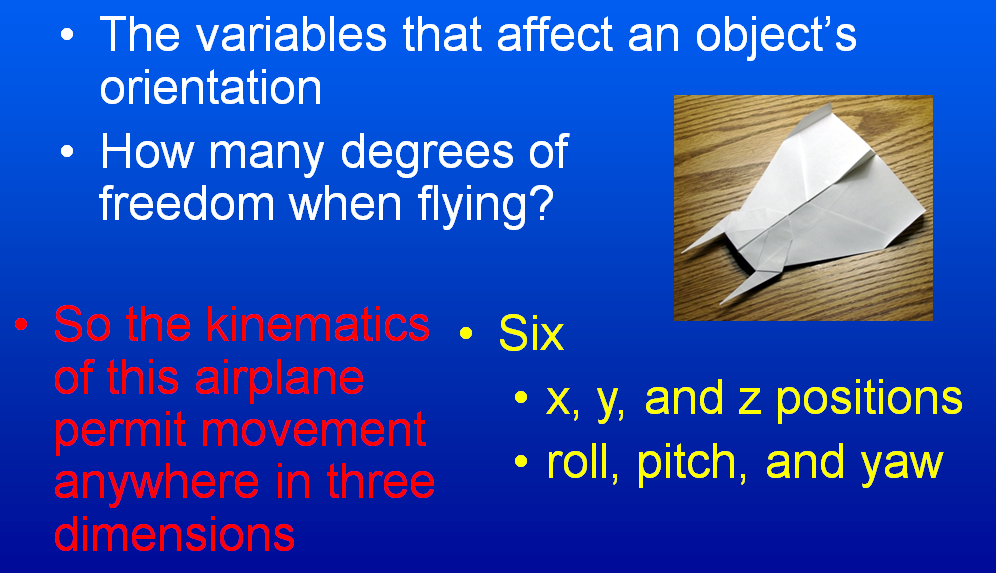 • The variables that affect an object's
orientation
• How many degrees of
freedom when flying?
• So the kinematics
of this airplane
permit movement
anywhere in three
dimensions
• Six
• x, y, and z positions
• roll, pitch, and yaw